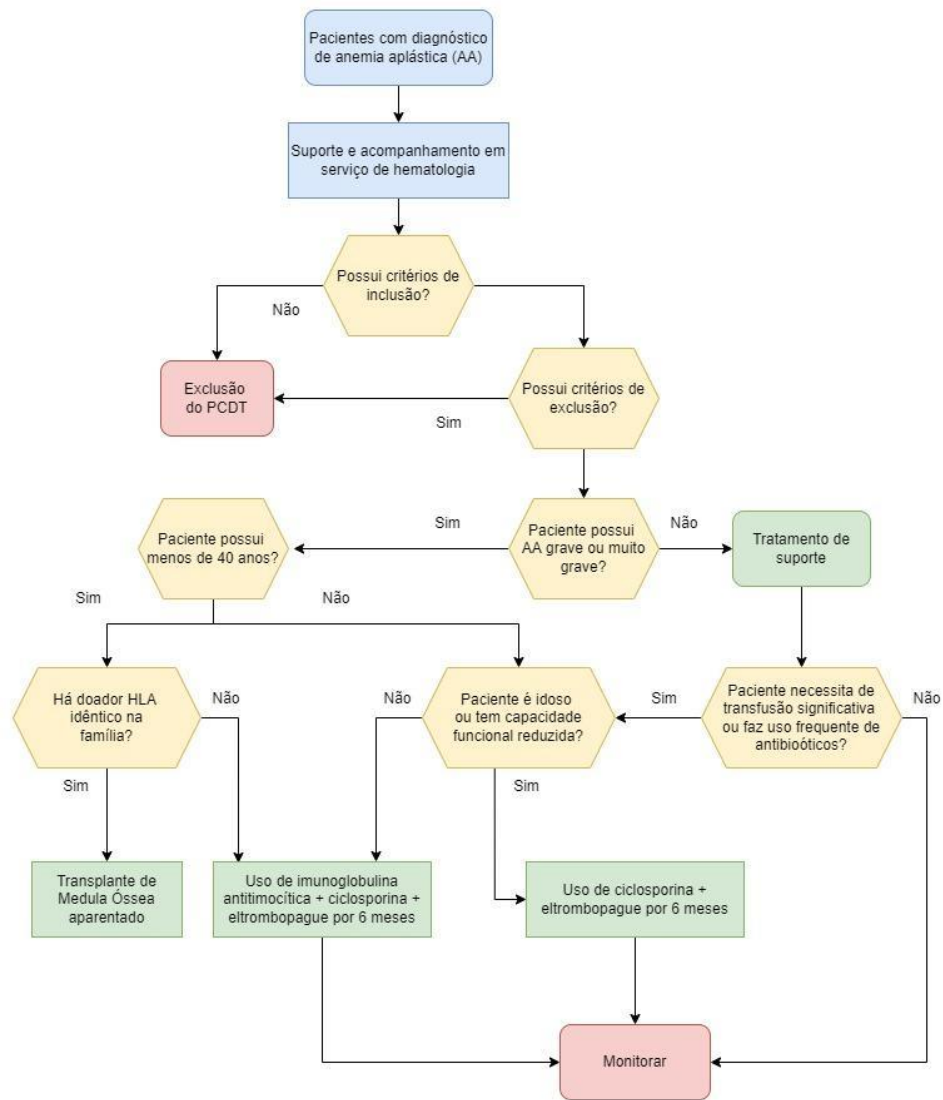 Pacientes com diagnóstico
de anemia aplástica (AA)
Suporte e acompanhamento em
serviço de hematologia
Possui critérios de
inclusão?
Não
Exclusão
do PCDT
Possui critérios de
exclusão?
Sim
Paciente possui
menos de 40 anos?
Sim
Paciente possui
AA grave ou muito
grave?
Não
Tratamento de
suporte
Sim
Não
Há doador HLA
idêntico na
família?
Não
Não
Paciente é idoso
ou tem capacidade
funcional reduzida?
Sim
Paciente necessita de
transfusão significativa
ou faz uso frequente de
antibioóticos?
Não
Sim
Sim
Transplante de
Medula Óssea
aparentado
Uso de imunoglobulina
antitimocítica + ciclosporina +
eltrombopague por 6 meses
Uso de ciclosporina +
eltrombopague por 6 meses
Monitorar